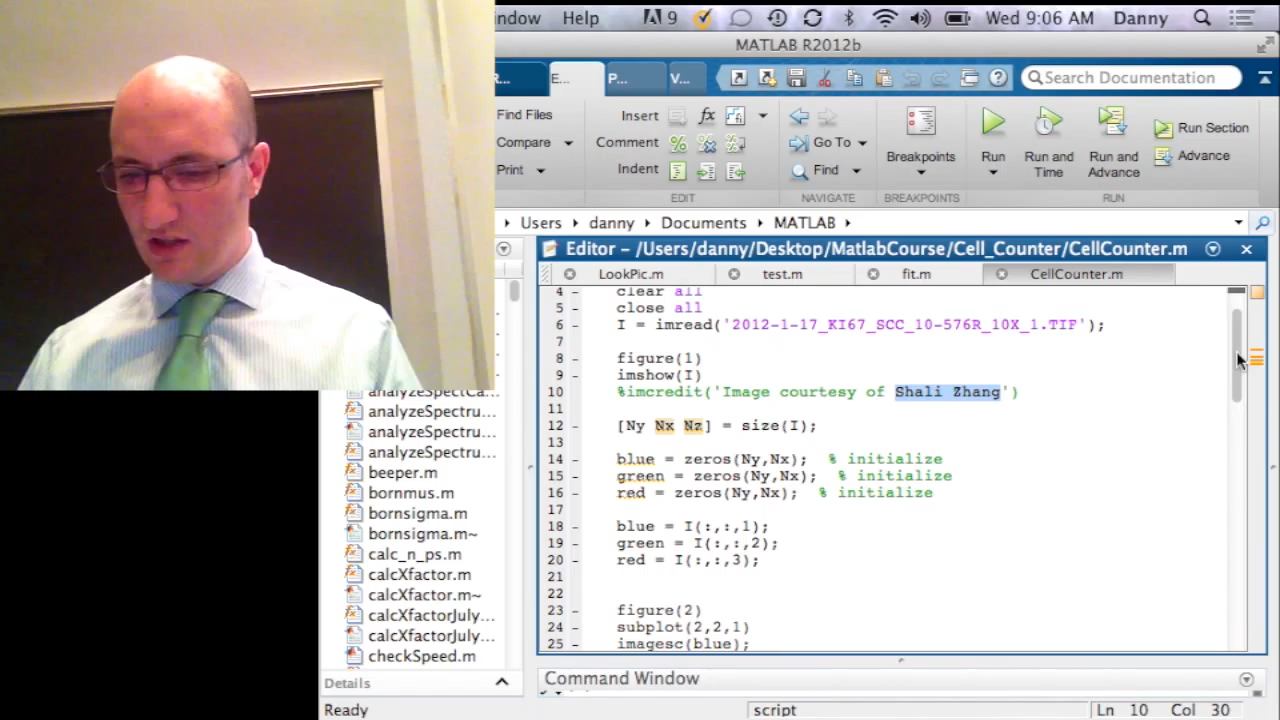 indow Help 9 Wed 9:06 AM Danny
MATLAB R2012b
R... E... P... V... Search Documentation
Find Files Insert fx Run Section
Compare Comment Go To Breakpoints Run Run and Time Run and Advance Advance
Print Indent Find
EDIT NAVIGATE BREAKPOINTS RUN
Users danny Documents MATLAB
Editor – /Users/danny/Desktop/MatlabCourse/Cell_Counter/CellCounter.m
LookPic.m test.m fit.m CellCounter.m
4 – clear all
5 – close all
6 – I = imread('2012-1-17_KI67_SCC_10-576R_10X_1.TIF');
7
8 – figure(1)
9 – imshow(I)
10 – %imcredit('Image courtesy of Shali Zhang')
11
12 – [Ny Nx Nz] = size(I);
13
14 – blue = zeros(Ny,Nx); % initialize
15 – green = zeros(Ny,Nx); % initialize
16 – red = zeros(Ny,Nx); % initialize
17
18 – blue = I(:,:,1);
19 – green = I(:,:,2);
20 – red = I(:,:,3);
21
22
23 – figure(2)
24 – subplot(2,2,1)
25 – imagesc(blue);
analyzeSpectCa...
analyzeSpectru...
analyzeSpectru...
analyzeSpectru...
beeper.m
bornmus.m
bornsigma.m
bornsigma.m~
calc_n_ps.m
calcXfactor.m
calcXfactor.m~
calcXfactorJuly...
calcXfactorJuly...
checkSpeed.m
Details
Command Window
Ready script Ln 10 Col 30